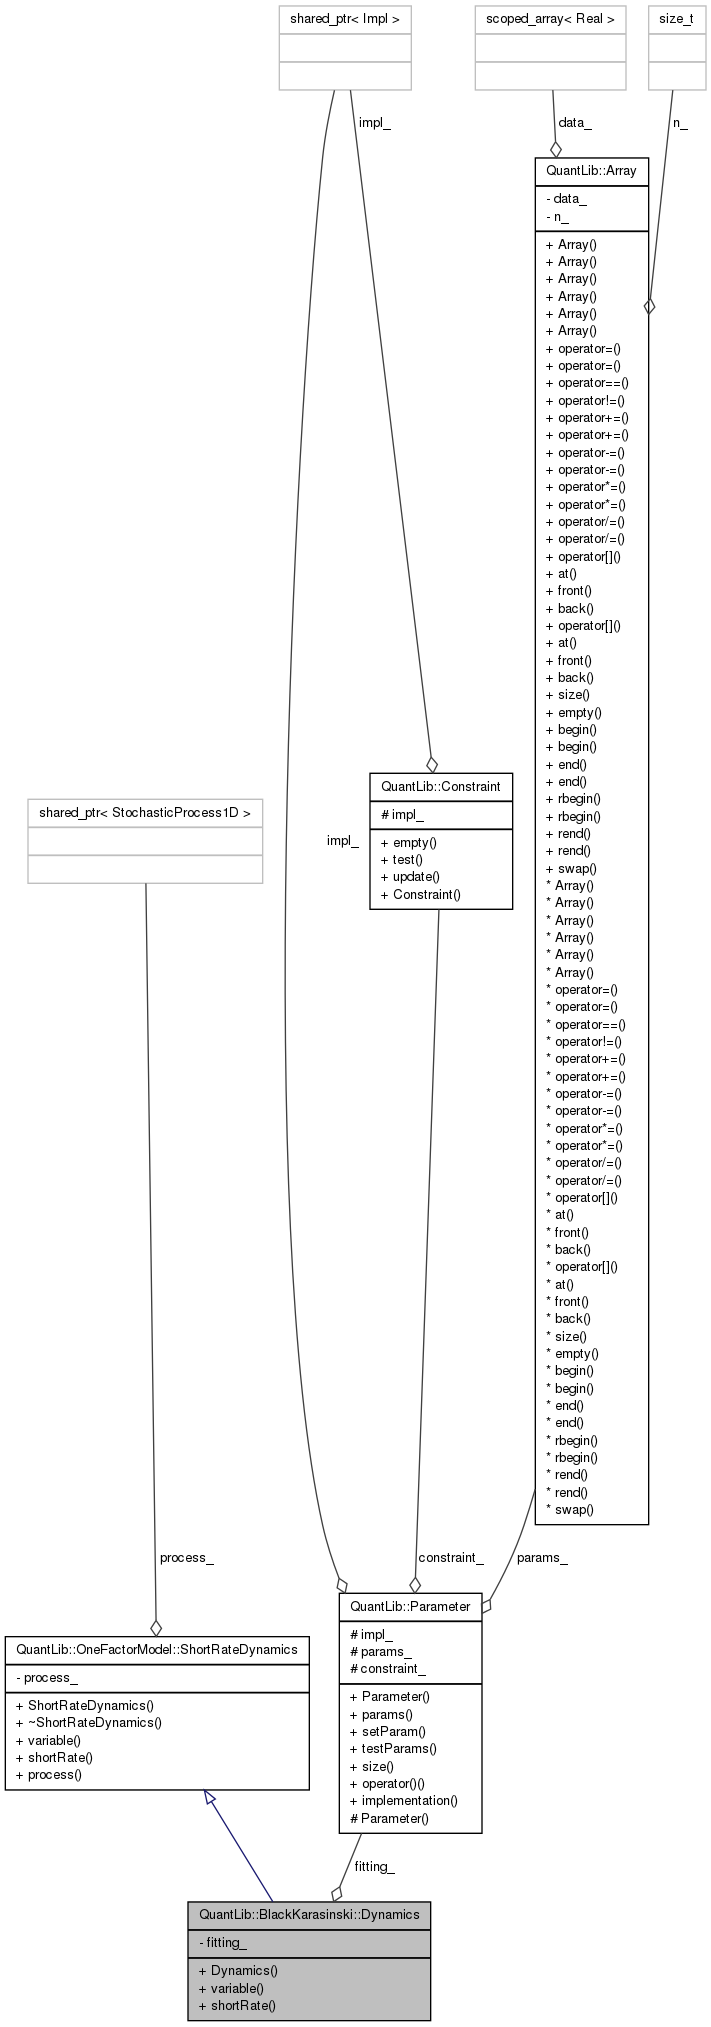 shared_ptr< Impl >
scoped_array< Real >
size_t
impl_
data_
n_
QuantLib::Array
- data_
- n_
+ Array()
+ Array()
+ Array()
+ Array()
+ Array()
+ Array()
+ operator=()
+ operator=()
+ operator==()
+ operator!=()
+ operator+=()
+ operator+=()
+ operator-=()
+ operator-=()
+ operator*=()
+ operator*=()
+ operator/=()
+ operator/=()
+ operator[]()
+ at()
+ front()
+ back()
+ operator[]()
+ at()
+ front()
+ back()
+ size()
+ empty()
+ begin()
+ begin()
+ end()
+ end()
+ rbegin()
+ rbegin()
+ rend()
+ rend()
+ swap()
* Array()
* Array()
* Array()
* Array()
* Array()
* Array()
* operator=()
* operator=()
* operator==()
* operator!=()
* operator+=()
* operator+=()
* operator-=()
* operator-=()
* operator*=()
* operator*=()
* operator/=()
* operator/=()
* operator[]()
* at()
* front()
* back()
* operator[]()
* at()
* front()
* back()
* size()
* empty()
* begin()
* begin()
* end()
* end()
* rbegin()
* rbegin()
* rend()
* rend()
* swap()
QuantLib::Constraint
# impl_
+ empty()
+ test()
+ update()
+ Constraint()
impl_
shared_ptr< StochasticProcess1D >
process_
constraint_
params_
QuantLib::Parameter
# impl_
# params_
# constraint_
+ Parameter()
+ params()
+ setParam()
+ testParams()
+ size()
+ operator()()
+ implementation()
# Parameter()
QuantLib::OneFactorModel::ShortRateDynamics
- process_
+ ShortRateDynamics()
+ ~ShortRateDynamics()
+ variable()
+ shortRate()
+ process()
fitting_
QuantLib::BlackKarasinski::Dynamics
- fitting_
+ Dynamics()
+ variable()
+ shortRate()